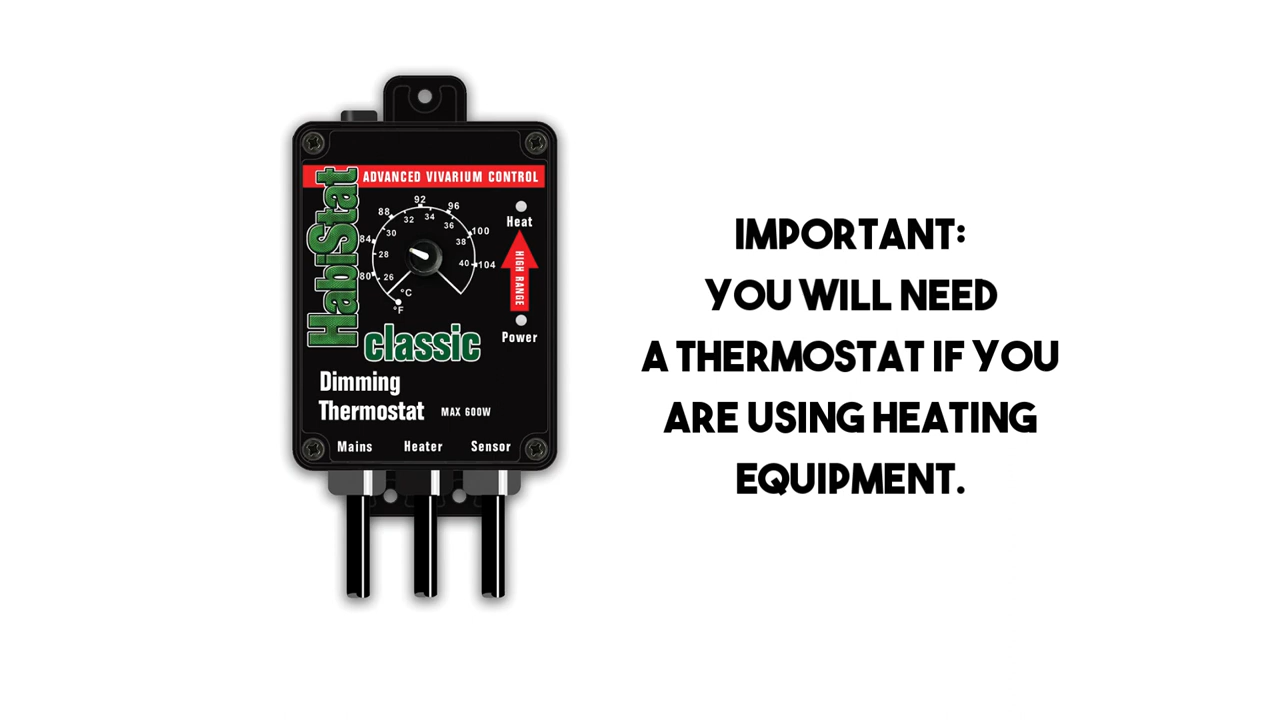 HabiStat
ADVANCED VIVARIUM CONTROL
80 84 88 92 96 100 104
26 28 30 32 34 36 38 40
°C
°F
Heat
HIGH RANGE
Power
classic
Dimming
Thermostat MAX 600W
Mains Heater Sensor
IMPORTANT:
YOU WILL NEED
A THERMOSTAT IF YOU
ARE USING HEATING
EQUIPMENT.